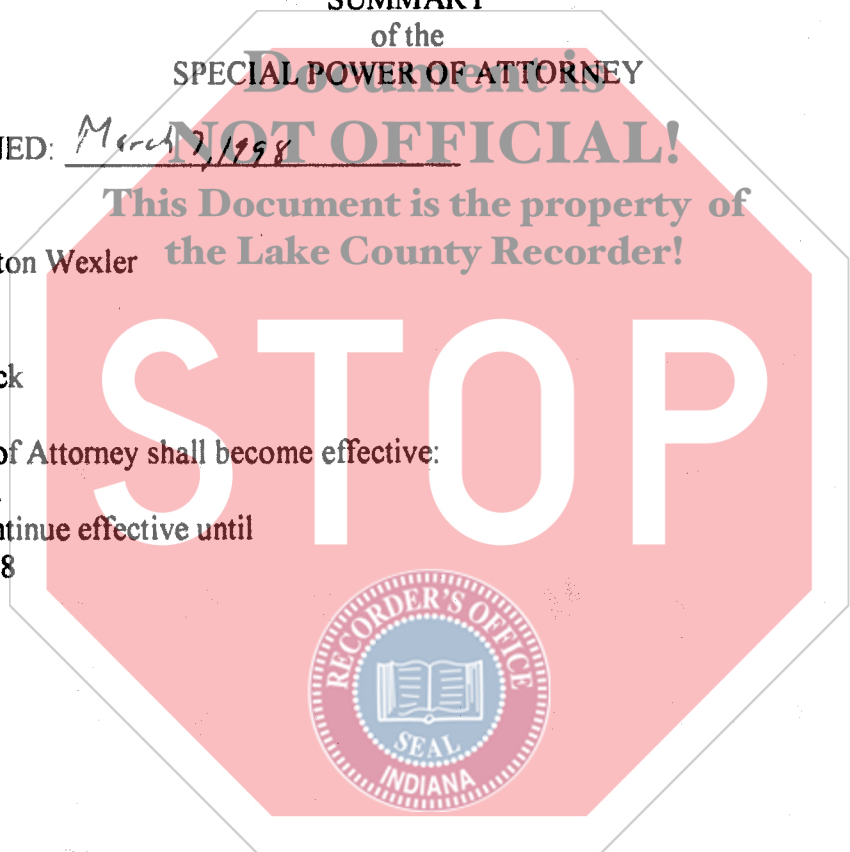 SUMMARY
of the
SPECIAL POWER OF ATTORNEY
Document is
NED: March 7, 1998
NOT OFFICIAL!
This Document is the property of
the Lake County Recorder!
ton Wexler
STOP
ck
of Attorney shall become effective:
ntinue effective until
8
RECORDER'S OFFICE
SEAL
INDIANA